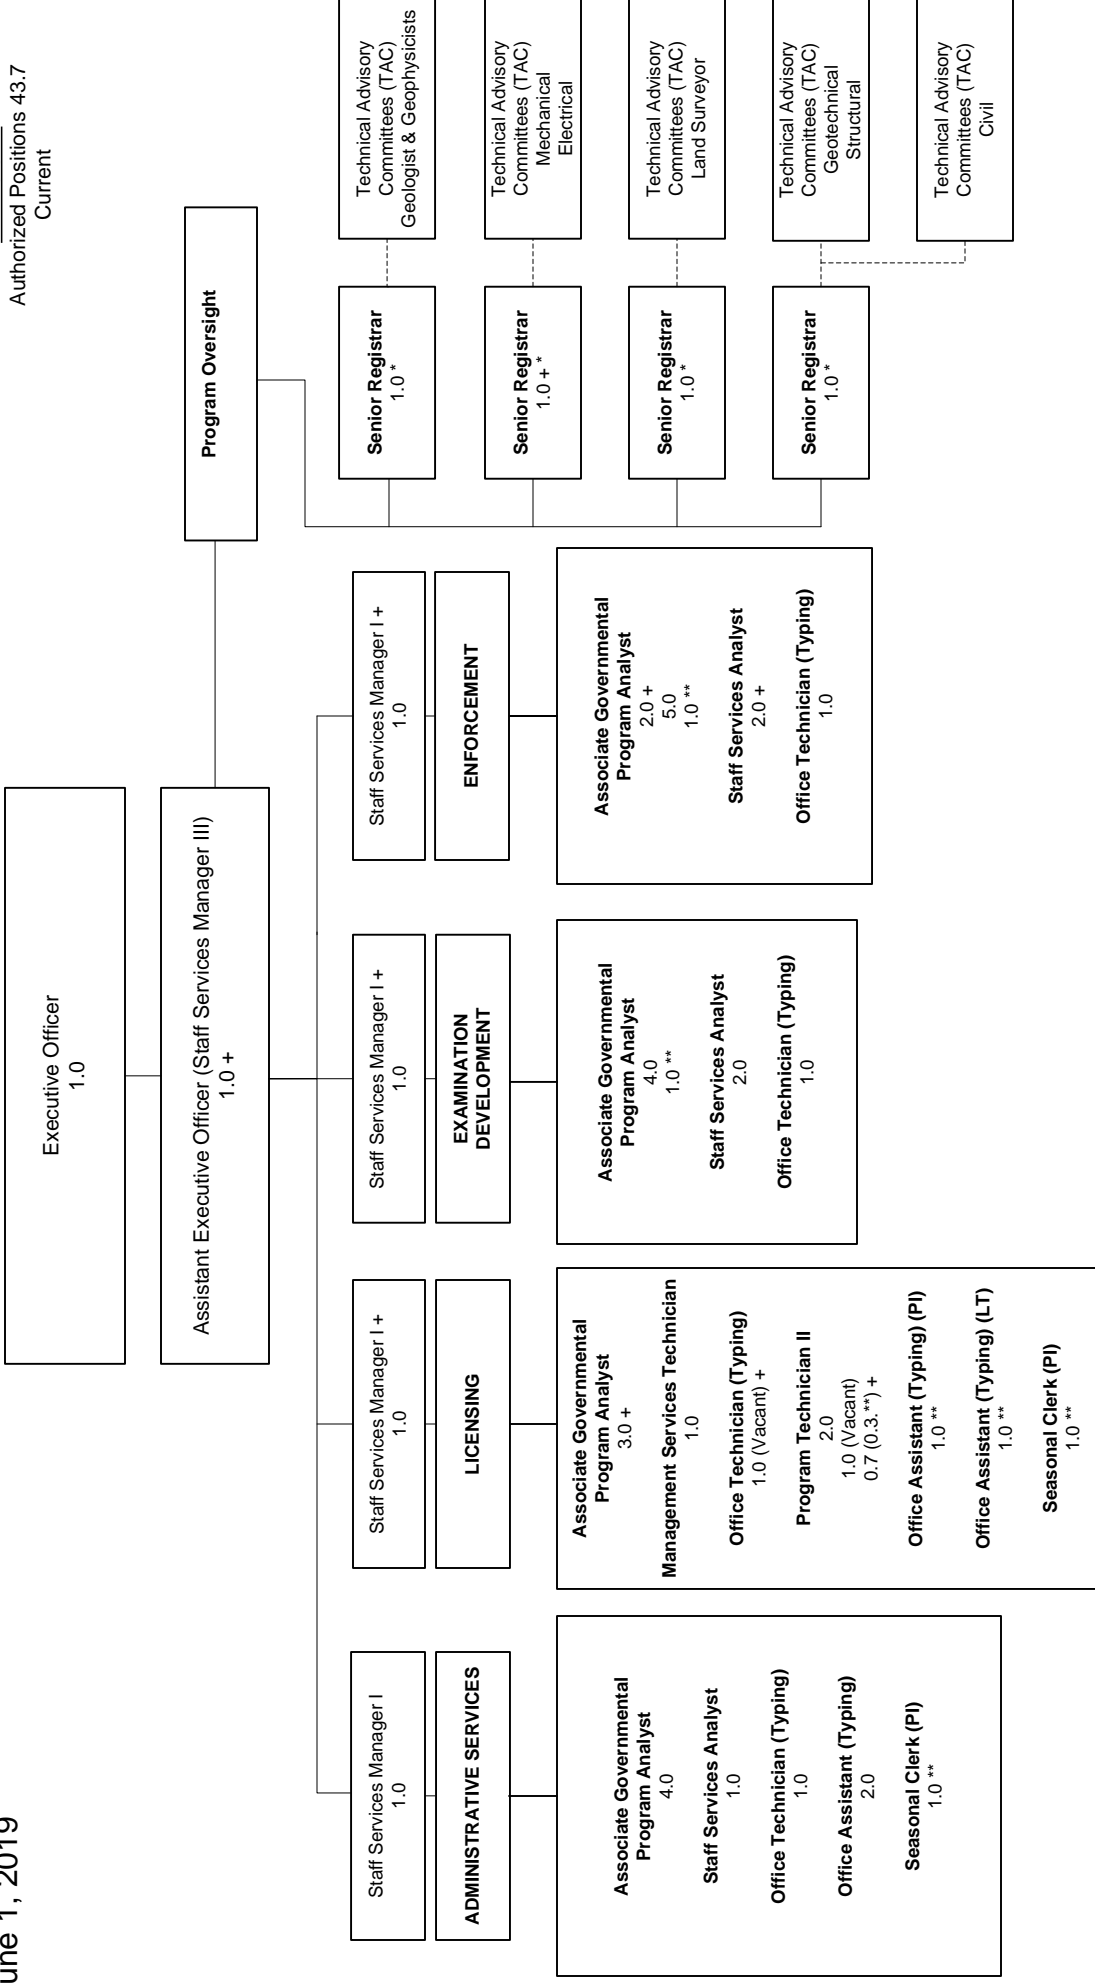 une 1, 2019
Authorized Positions 43.7
Current
Executive Officer
1.0
Assistant Executive Officer (Staff Services Manager III)
1.0 +
Program Oversight
Staff Services Manager I
1.0
ADMINISTRATIVE SERVICES
Associate Governmental
Program Analyst
4.0
Staff Services Analyst
1.0
Office Technician (Typing)
1.0
Office Assistant (Typing)
2.0
Seasonal Clerk (PI)
1.0 **
Staff Services Manager I +
1.0
LICENSING
Associate Governmental
Program Analyst
3.0 +
Management Services Technician
1.0
Office Technician (Typing)
1.0 (Vacant) +
Program Technician II
2.0
1.0 (Vacant)
0.7 (0.3.**) +
Office Assistant (Typing) (PI)
1.0 **
Office Assistant (Typing) (LT)
1.0 **
Seasonal Clerk (PI)
1.0 **
Staff Services Manager I +
1.0
EXAMINATION
DEVELOPMENT
Associate Governmental
Program Analyst
4.0
1.0 **
Staff Services Analyst
2.0
Office Technician (Typing)
1.0
Staff Services Manager I +
1.0
ENFORCEMENT
Associate Governmental
Program Analyst
2.0 +
5.0
1.0 **
Staff Services Analyst
2.0 +
Office Technician (Typing)
1.0
Senior Registrar
1.0 *
Technical Advisory
Committees (TAC)
Geologist & Geophysicists
Senior Registrar
1.0 + *
Technical Advisory
Committees (TAC)
Mechanical
Electrical
Senior Registrar
1.0 *
Technical Advisory
Committees (TAC)
Land Surveyor
Senior Registrar
1.0 *
Technical Advisory
Committees (TAC)
Geotechnical
Structural
Technical Advisory
Committees (TAC)
Civil